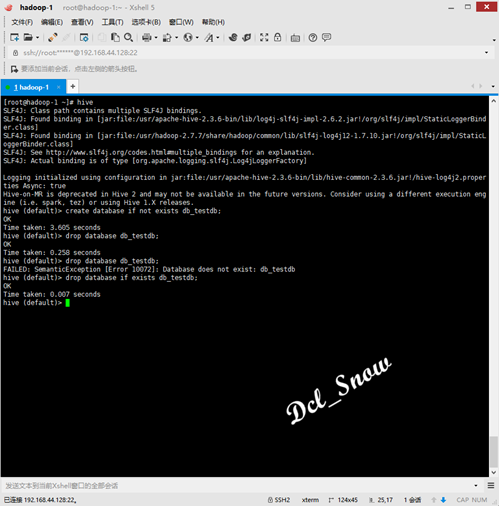 hadoop-1 root@hadoop-1:~ - Xshell 5
文件(F) 编辑(E) 查看(V) 工具(T) 选项卡(B) 窗口(W) 帮助(H)
ssh://root:******@192.168.44.128:22
要添加当前会话，点击左侧的箭头按钮。
1 hadoop-1 × +
[root@hadoop-1 ~]# hive
SLF4J: Class path contains multiple SLF4J bindings.
SLF4J: Found binding in [jar:file:/usr/apache-hive-2.3.6-bin/lib/log4j-slf4j-impl-2.6.2.jar!/org/slf4j/impl/StaticLoggerBind
er.class]
SLF4J: Found binding in [jar:file:/usr/hadoop-2.7.7/share/hadoop/common/lib/slf4j-log4j12-1.7.10.jar!/org/slf4j/impl/StaticL
oggerBinder.class]
SLF4J: See http://www.slf4j.org/codes.html#multiple_bindings for an explanation.
SLF4J: Actual binding is of type [org.apache.logging.slf4j.Log4jLoggerFactory]
Logging initialized using configuration in jar:file:/usr/apache-hive-2.3.6-bin/lib/hive-common-2.3.6.jar!/hive-log4j2.proper
ties Async: true
Hive-on-MR is deprecated in Hive 2 and may not be available in the future versions. Consider using a different execution eng
ine (i.e. spark, tez) or using Hive 1.X releases.
hive (default)> create database if not exists db_testdb;
OK
Time taken: 3.605 seconds
hive (default)> drop database db_testdb;
OK
Time taken: 0.258 seconds
hive (default)> drop database db_testdb;
FAILED: SemanticException [Error 10072]: Database does not exist: db_testdb
hive (default)> drop database if exists db_testdb;
OK
Time taken: 0.007 seconds
hive (default)>
Dcl_Snow
发送文本到当前Xshell窗口的全部会话
已连接 192.168.44.128:22。 SSH2 xterm 124x45 25,17 1 会话 CAP NUM